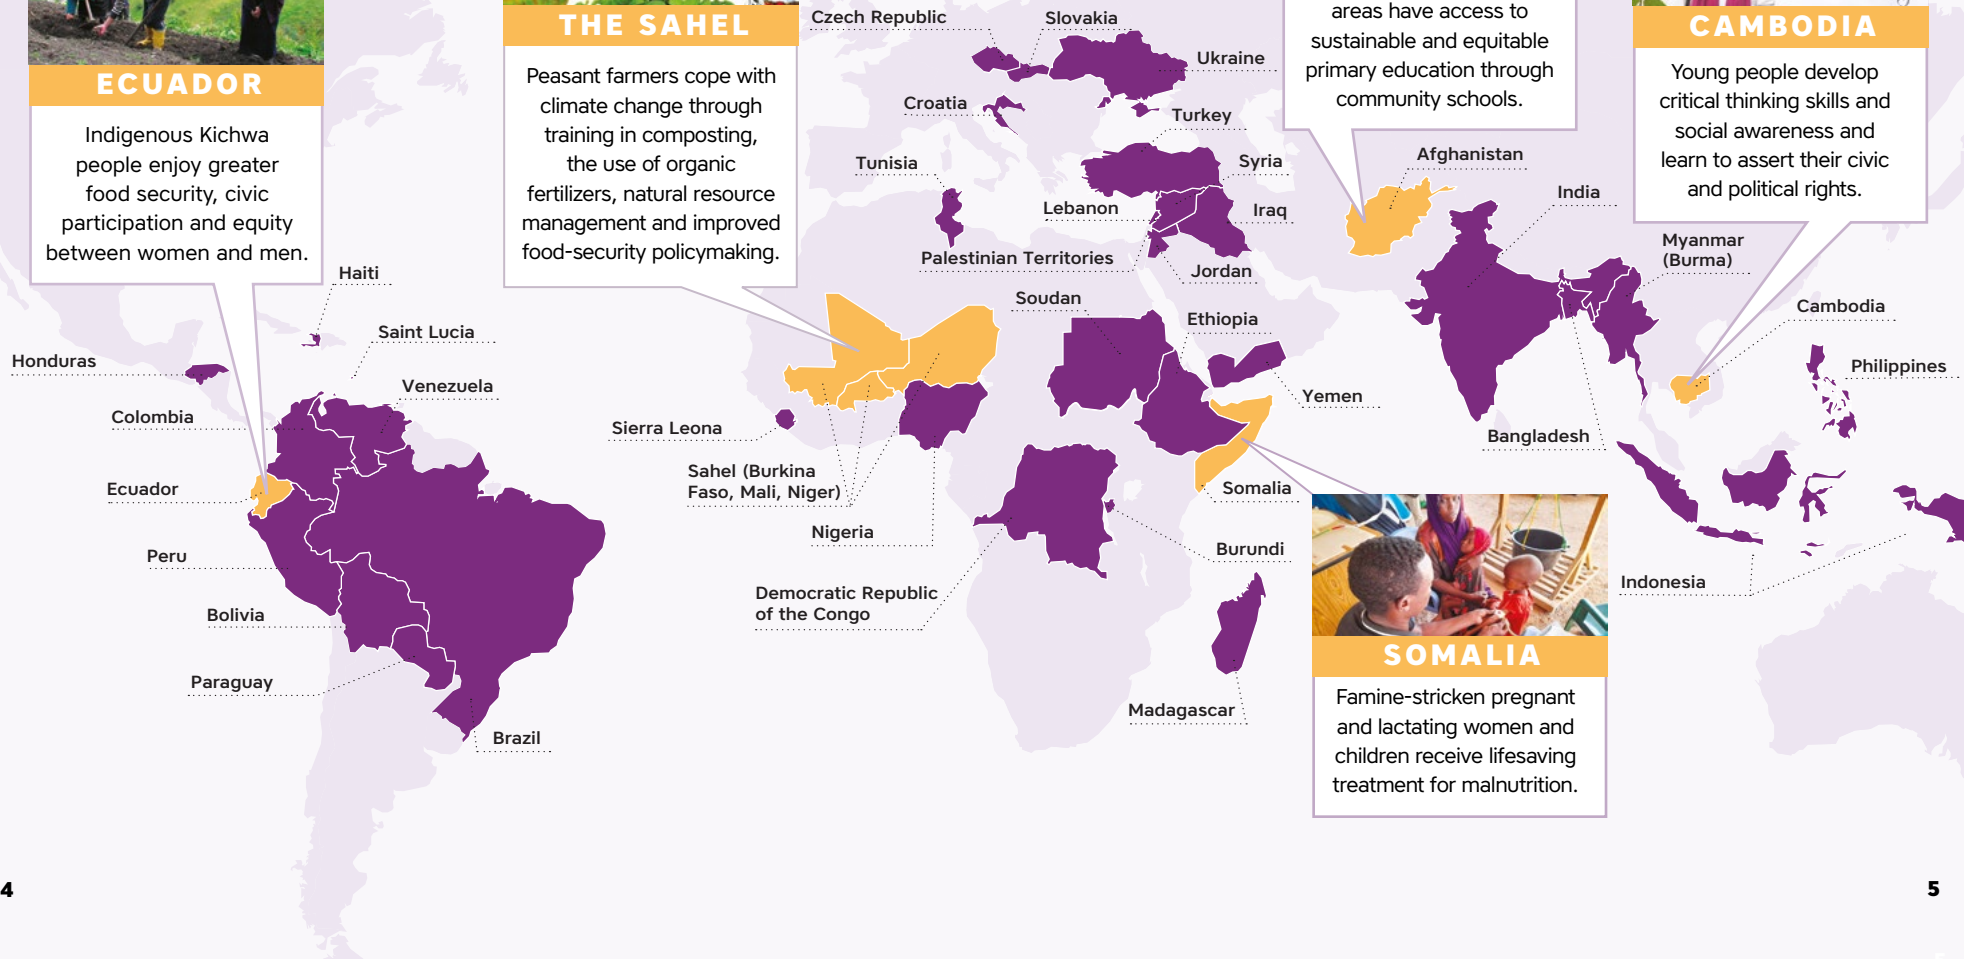 ECUADOR
Indigenous Kichwa
people enjoy greater
food security, civic
participation and equity
between women and men.
THE SAHEL
Peasant farmers cope with
climate change through
training in composting,
the use of organic
fertilizers, natural resource
management and improved
food-security policymaking.
areas have access to
sustainable and equitable
primary education through
community schools.
CAMBODIA
Young people develop
critical thinking skills and
social awareness and
learn to assert their civic
and political rights.
Czech Republic
Slovakia
Ukraine
Croatia
Turkey
Tunisia
Syria
Lebanon
Iraq
Palestinian Territories
Jordan
Soudan
Ethiopia
Afghanistan
India
Myanmar
(Burma)
Cambodia
Philippines
Haiti
Saint Lucia
Honduras
Venezuela
Colombia
Ecuador
Peru
Bolivia
Paraguay
Brazil
Sierra Leona
Sahel (Burkina
Faso, Mali, Niger)
Nigeria
Democratic Republic
of the Congo
Yemen
Somalia
Burundi
Madagascar
Bangladesh
Indonesia
SOMALIA
Famine-stricken pregnant
and lactating women and
children receive lifesaving
treatment for malnutrition.
4
5